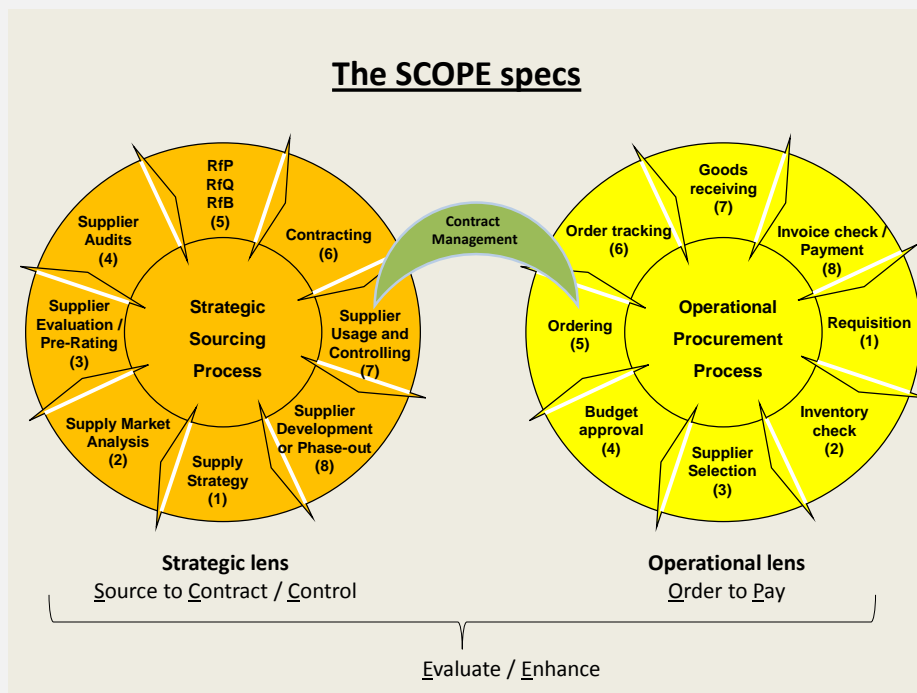 The SCOPE specs
RfP
RfQ
RfB
(5)
Contracting
(6)
Supplier
Usage and
Controlling
(7)
Supplier
Development
or Phase-out
(8)
Supply
Strategy
(1)
Supply Market
Analysis
(2)
Supplier
Evaluation /
Pre-Rating
(3)
Supplier
Audits
(4)
Strategic
Sourcing
Process
Contract
Management
Goods
receiving
(7)
Invoice check /
Payment
(8)
Requisition
(1)
Inventory
check
(2)
Supplier
Selection
(3)
Budget
approval
(4)
Ordering
(5)
Order tracking
(6)
Operational
Procurement
Process
Strategic lens
Source to Contract / Control
Operational lens
Order to Pay
Evaluate / Enhance